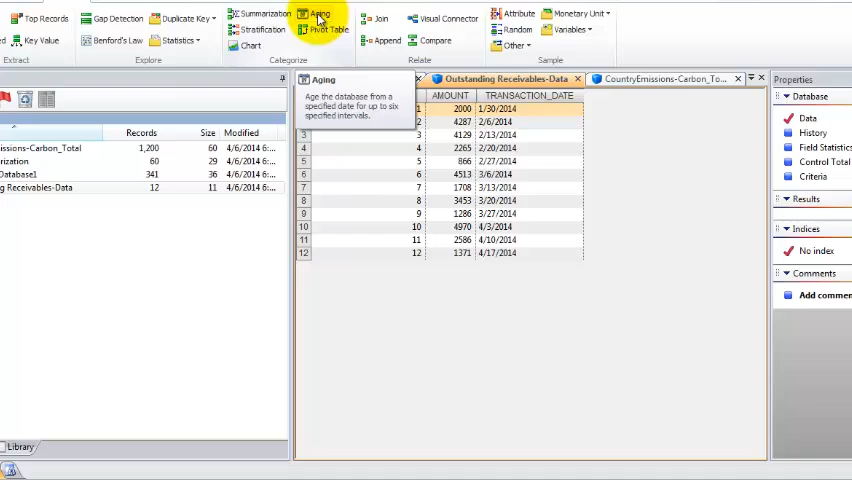 Top Records
Gap Detection
Duplicate Key
Summarization
Aging
Join
Visual Connector
Attribute
Monetary Unit
Key Value
Benford's Law
Statistics
Stratification
Pivot Table
Append
Compare
Random
Variables
Chart
Other
Extract
Explore
Categorize
Relate
Sample
Aging
Age the database from a
specified date for up to six
specified intervals.
Outstanding Receivables-Data
CountryEmissions-Carbon_To...
Properties
Records Size Modified
missions-Carbon_Total 1,200 60 4/6/2014 6:...
rization 60 29 4/6/2014 6:...
Database1 341 36 4/6/2014 6:...
g Receivables-Data 12 11 4/6/2014 6:...
AMOUNT TRANSACTION_DATE
1 2000 1/30/2014
2 4287 2/6/2014
3 3 4129 2/13/2014
4 4 2265 2/20/2014
5 5 866 2/27/2014
6 6 4513 3/6/2014
7 7 1708 3/13/2014
8 8 3453 3/20/2014
9 9 1286 3/27/2014
10 10 4970 4/3/2014
11 11 2586 4/10/2014
12 12 1371 4/17/2014
Database
Data
History
Field Statistics
Control Total
Criteria
Results
Indices
No index
Comments
Add commen
Library